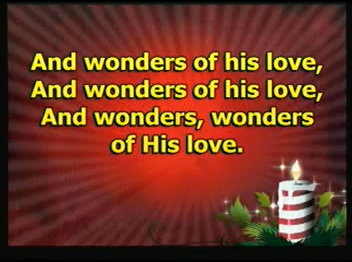 And wonders of his love,
And wonders of his love,
And wonders, wonders
of His love.